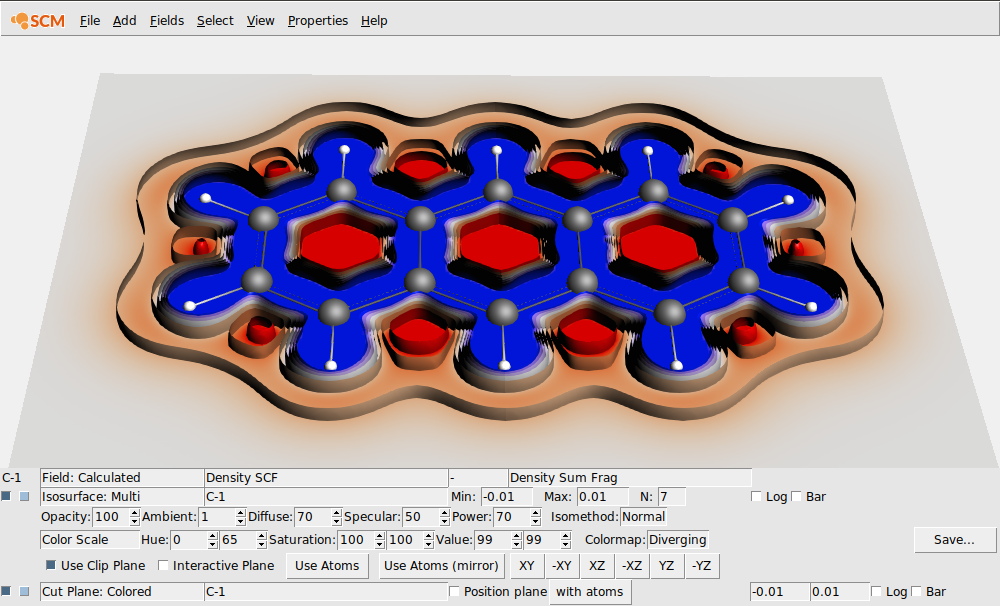 SCM File Add Fields Select View Properties Help
C-1 Field: Calculated Density SCF - Density Sum Frag
Isosurface: Multi C-1 Min: -0.01 Max: 0.01 N: 7 Log Bar
Opacity: 100 Ambient: 1 Diffuse: 70 Specular: 50 Power: 70 Isomethod: Normal
Color Scale Hue: 0 65 Saturation: 100 100 Value: 99 99 Colormap: Diverging Save...
Use Clip Plane Interactive Plane Use Atoms Use Atoms (mirror) XY -XY XZ -XZ YZ -YZ
Cut Plane: Colored C-1 Position plane with atoms -0.01 0.01 Log Bar